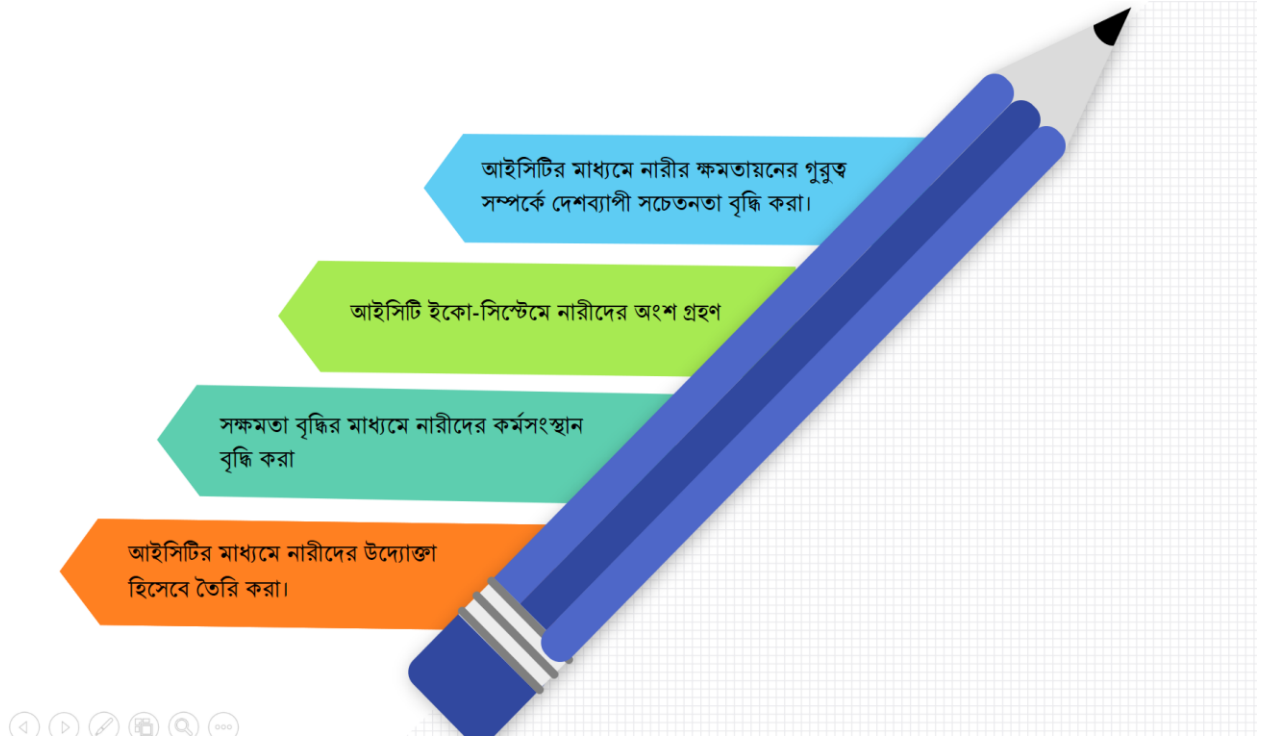 আইসিটির মাধ্যমে নারীর ক্ষমতায়নের গুরুত্ব
সম্পর্কে দেশব্যাপী সচেতনতা বৃদ্ধি করা।
আইসিটি ইকো-সিস্টেমে নারীদের অংশ গ্রহণ
সক্ষমতা বৃদ্ধির মাধ্যমে নারীদের কর্মসংস্থান
বৃদ্ধি করা
আইসিটির মাধ্যমে নারীদের উদ্যোক্তা
হিসেবে তৈরি করা।